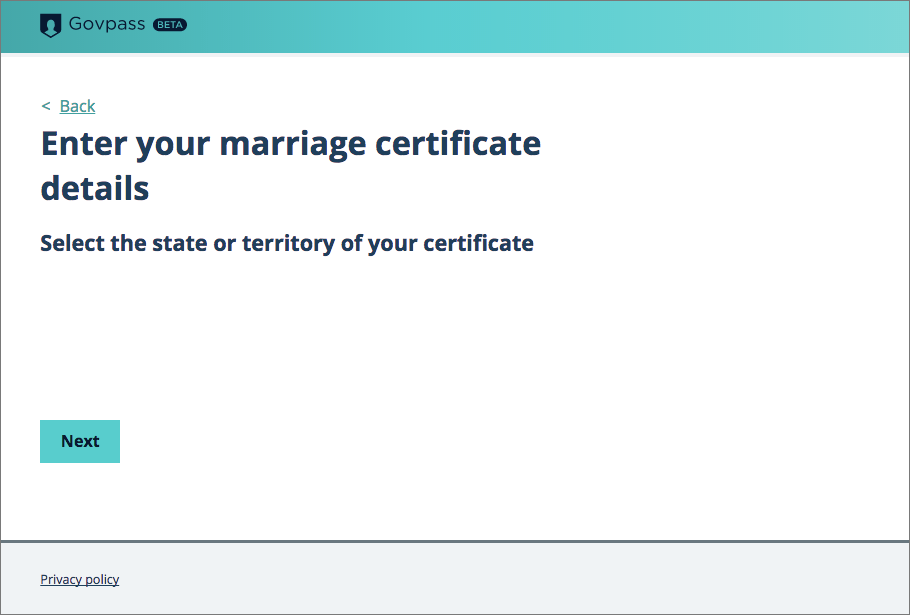 Govpass BETA
< Back
Enter your marriage certificate
details
Select the state or territory of your certificate
Next
Privacy policy